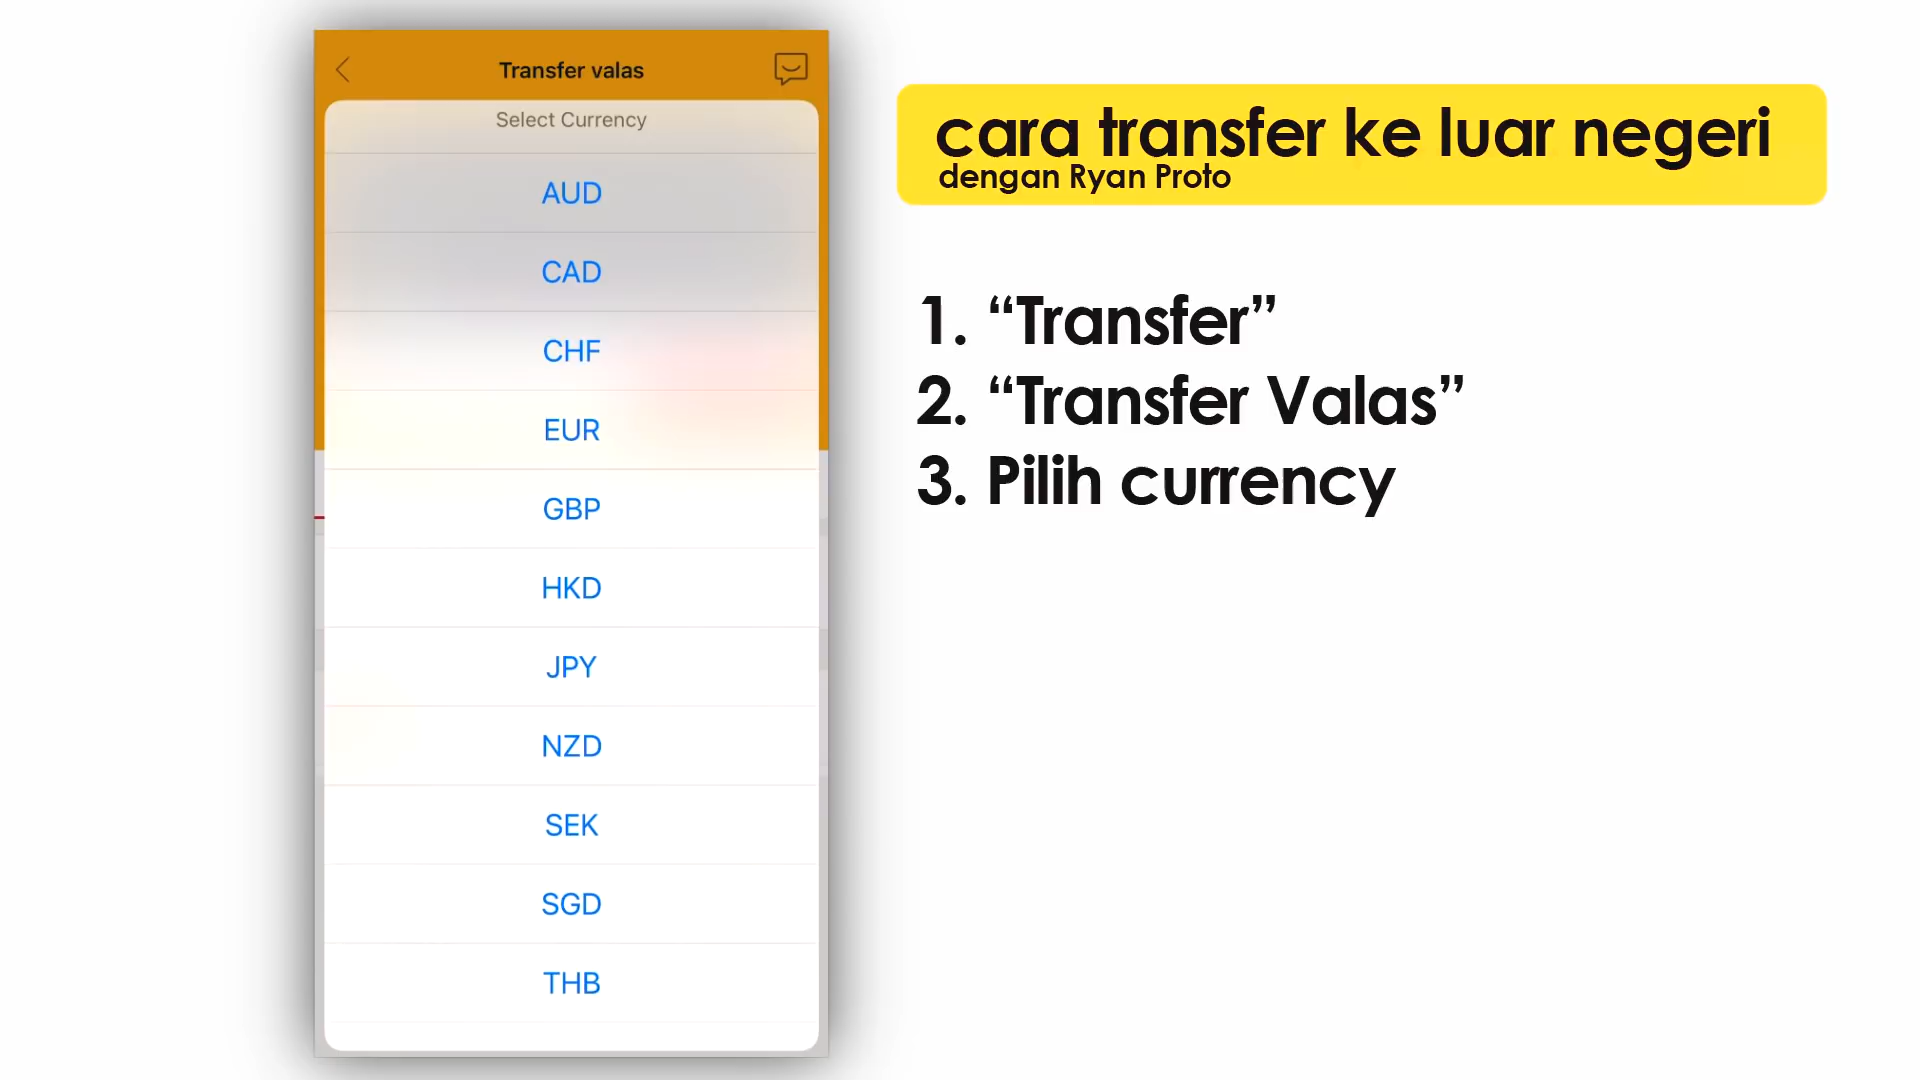 Transfer valas
Select Currency
AUD
CAD
CHF
EUR
GBP
HKD
JPY
NZD
SEK
SGD
THB
cara transfer ke luar negeri
dengan Ryan Proto
1. “Transfer”
2. “Transfer Valas”
3. Pilih currency